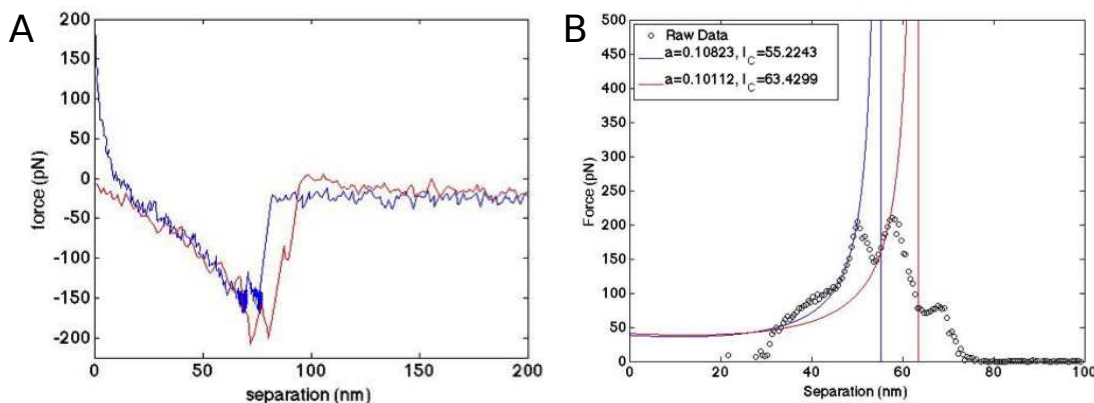 A
200
150
100
50
0
-50
-100
-150
-200
force (pN)
0 50 100 150 200
separation (nm)
B
500
450
400
350
300
250
200
150
100
50
0
Force (pN)
Raw Data
a=0.10823, l_C=55.2243
a=0.10112, l_C=63.4299
0 20 40 60 80 100
Separation (nm)